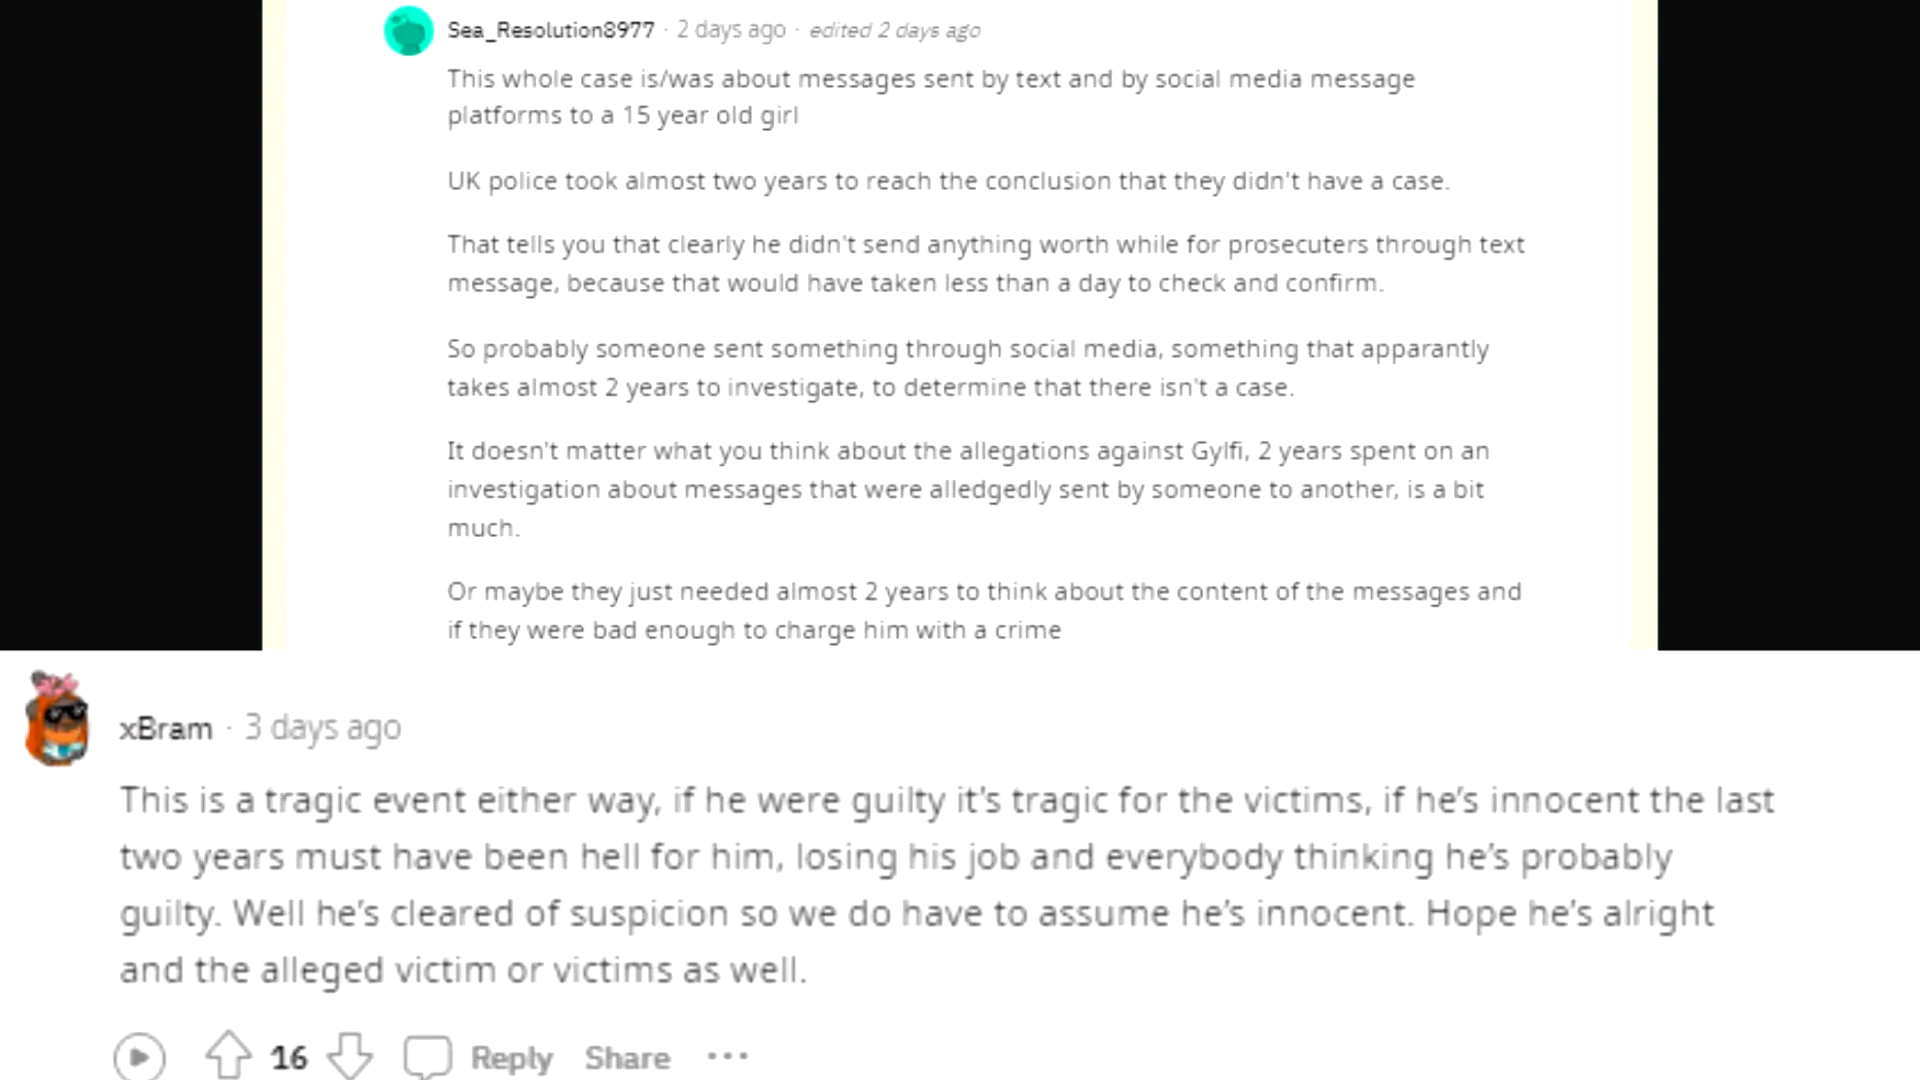 Sea_Resolution8977 · 2 days ago · edited 2 days ago
This whole case is/was about messages sent by text and by social media message
platforms to a 15 year old girl
UK police took almost two years to reach the conclusion that they didn't have a case.
That tells you that clearly he didn't send anything worth while for prosecuters through text
message, because that would have taken less than a day to check and confirm.
So probably someone sent something through social media, something that apparantly
takes almost 2 years to investigate, to determine that there isn't a case.
It doesn't matter what you think about the allegations against Gylfi, 2 years spent on an
investigation about messages that were alledgedly sent by someone to another, is a bit
much.
Or maybe they just needed almost 2 years to think about the content of the messages and
if they were bad enough to charge him with a crime
xBram · 3 days ago
This is a tragic event either way, if he were guilty it's tragic for the victims, if he's innocent the last
two years must have been hell for him, losing his job and everybody thinking he's probably
guilty. Well he's cleared of suspicion so we do have to assume he's innocent. Hope he's alright
and the alleged victim or victims as well.
16 Reply Share ···